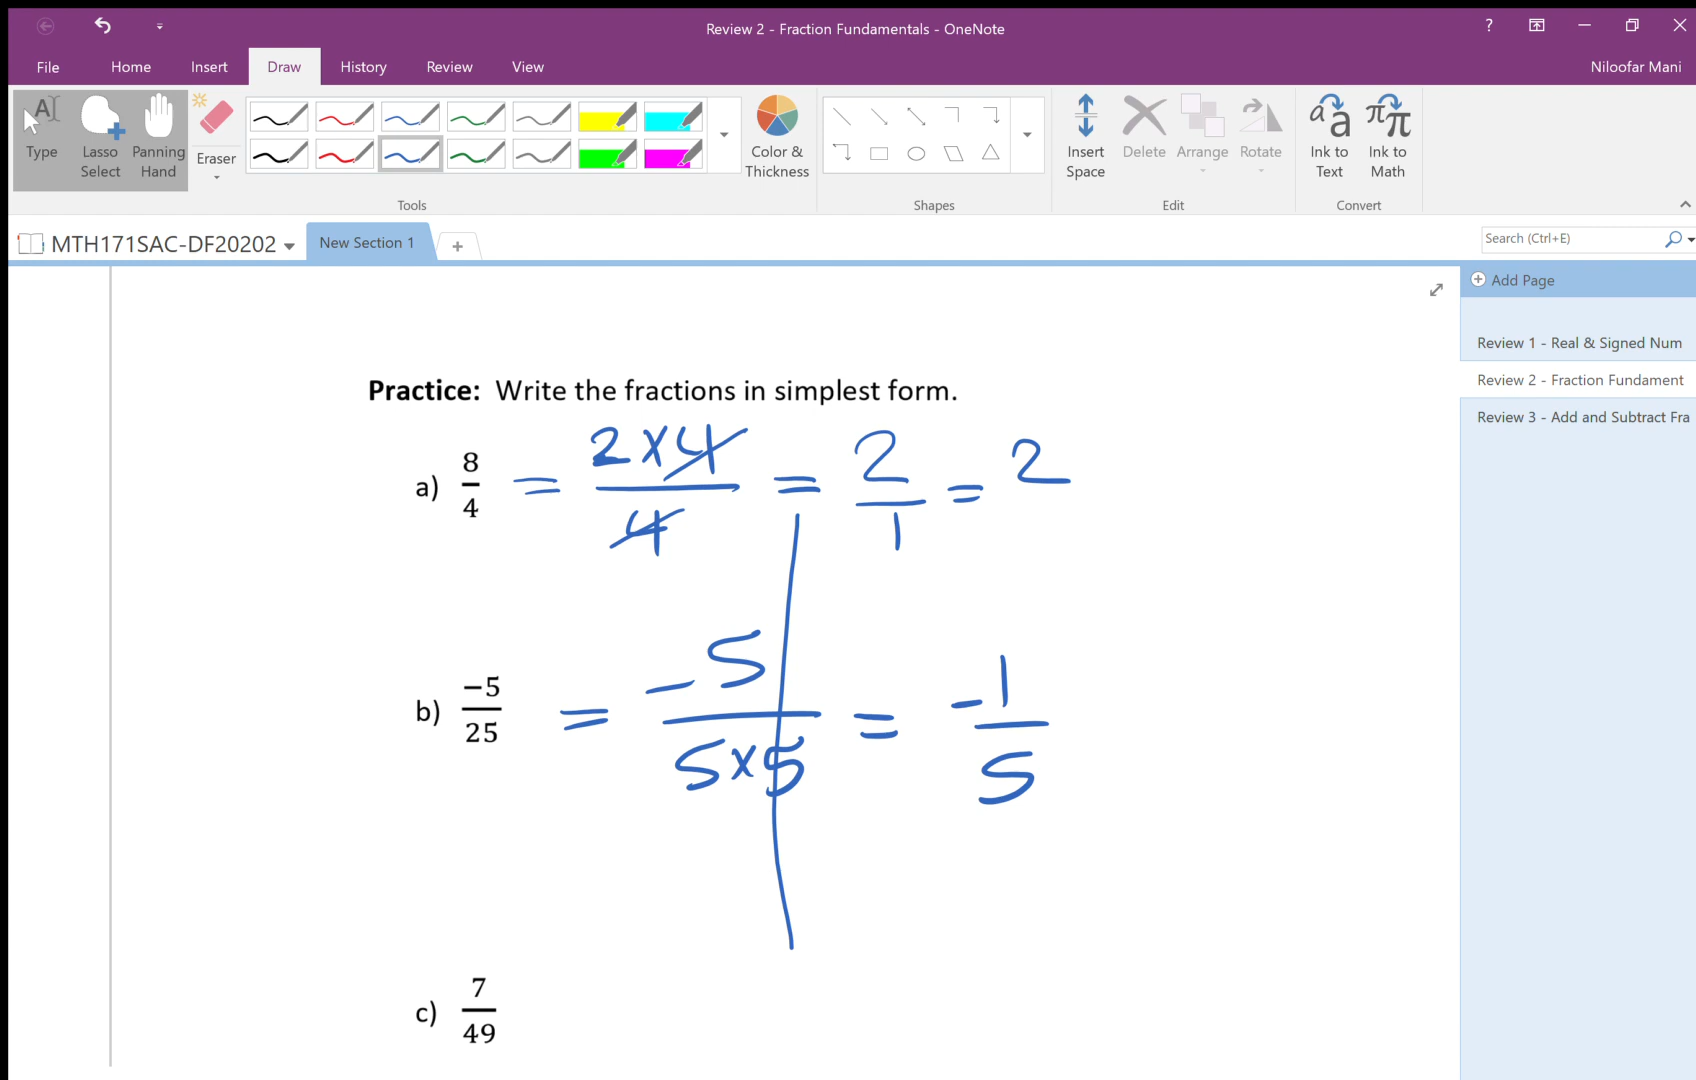 Review 2 - Fraction Fundamentals - OneNote
?
File Home Insert Draw History Review View
Niloofar Mani
Type
Lasso Select
Panning Hand
Eraser
Color & Thickness
Insert Space
Delete
Arrange
Rotate
Ink to Text
Ink to Math
Tools
Shapes
Edit
Convert
MTH171SAC-DF20202
New Section 1
+
Search (Ctrl+E)
Add Page
Review 1 - Real & Signed Num
Review 2 - Fraction Fundament
Review 3 - Add and Subtract Fra
Practice: Write the fractions in simplest form.
a) 8/4 = 2×4/4 = 2/1 = 2
b) −5/25 = −5/5×5 = −1/5
c) 7/49